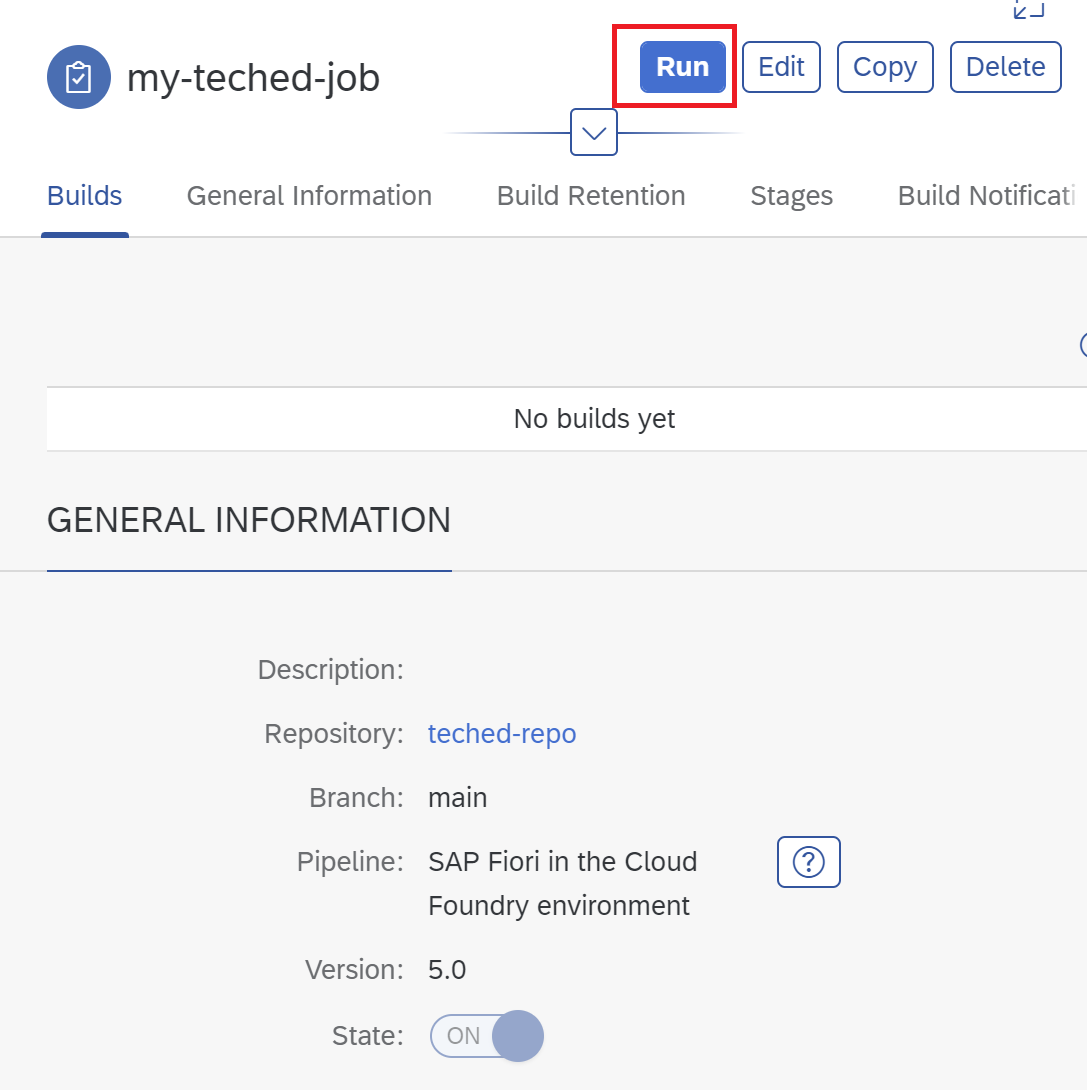 my-teched-job
Run Edit Copy Delete
Builds General Information Build Retention Stages Build Notificati
No builds yet
GENERAL INFORMATION
Description:
Repository: teched-repo
Branch: main
Pipeline: SAP Fiori in the Cloud
Foundry environment
?
Version: 5.0
State: ON